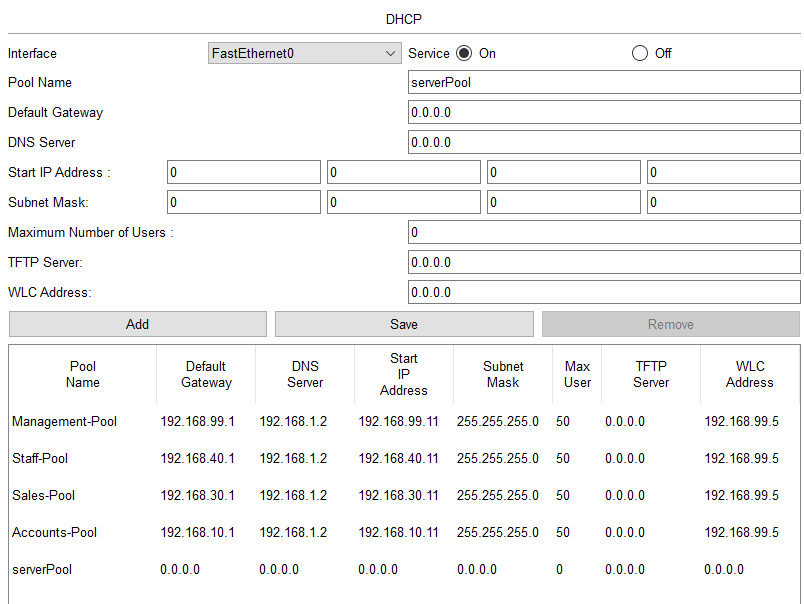 DHCP
Interface FastEthernet0 Service On Off
Pool Name serverPool
Default Gateway 0.0.0.0
DNS Server 0.0.0.0
Start IP Address : 0 0 0 0
Subnet Mask: 0 0 0 0
Maximum Number of Users : 0
TFTP Server: 0.0.0.0
WLC Address: 0.0.0.0
Add Save Remove
Pool Name Default Gateway DNS Server Start IP Address Subnet Mask Max User TFTP Server WLC Address
Management-Pool 192.168.99.1 192.168.1.2 192.168.99.11 255.255.255.0 50 0.0.0.0 192.168.99.5
Staff-Pool 192.168.40.1 192.168.1.2 192.168.40.11 255.255.255.0 50 0.0.0.0 192.168.99.5
Sales-Pool 192.168.30.1 192.168.1.2 192.168.30.11 255.255.255.0 50 0.0.0.0 192.168.99.5
Accounts-Pool 192.168.10.1 192.168.1.2 192.168.10.11 255.255.255.0 50 0.0.0.0 192.168.99.5
serverPool 0.0.0.0 0.0.0.0 0.0.0.0 0.0.0.0 0 0.0.0.0 0.0.0.0